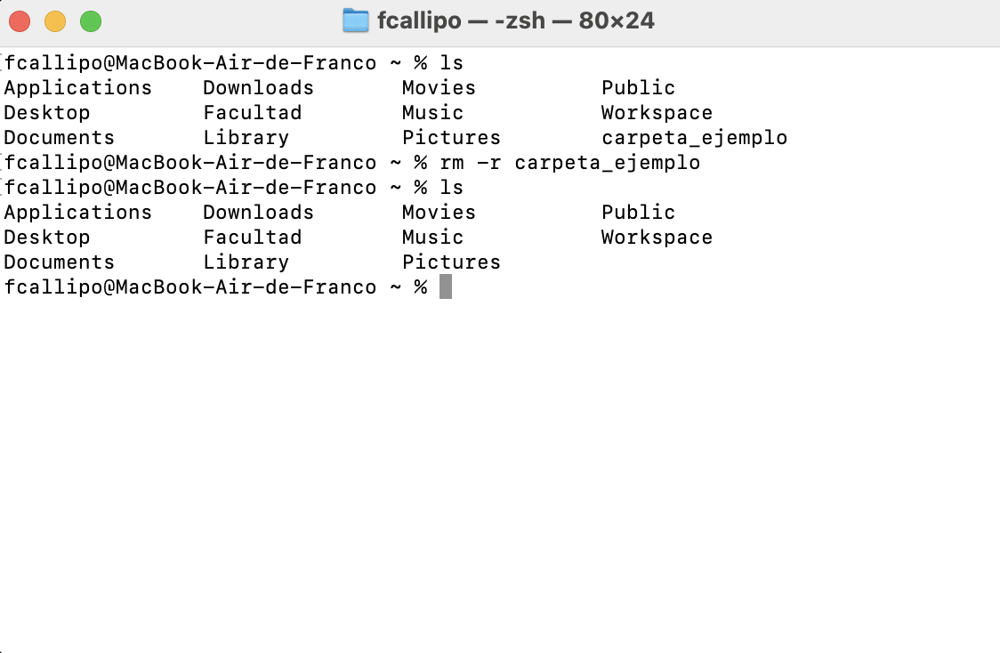 fcallipo — -zsh — 80×24
fcallipo@MacBook-Air-de-Franco ~ % ls
Applications    Downloads       Movies          Public
Desktop         Facultad        Music           Workspace
Documents       Library         Pictures        carpeta_ejemplo
fcallipo@MacBook-Air-de-Franco ~ % rm -r carpeta_ejemplo
fcallipo@MacBook-Air-de-Franco ~ % ls
Applications    Downloads       Movies          Public
Desktop         Facultad        Music           Workspace
Documents       Library         Pictures
fcallipo@MacBook-Air-de-Franco ~ %